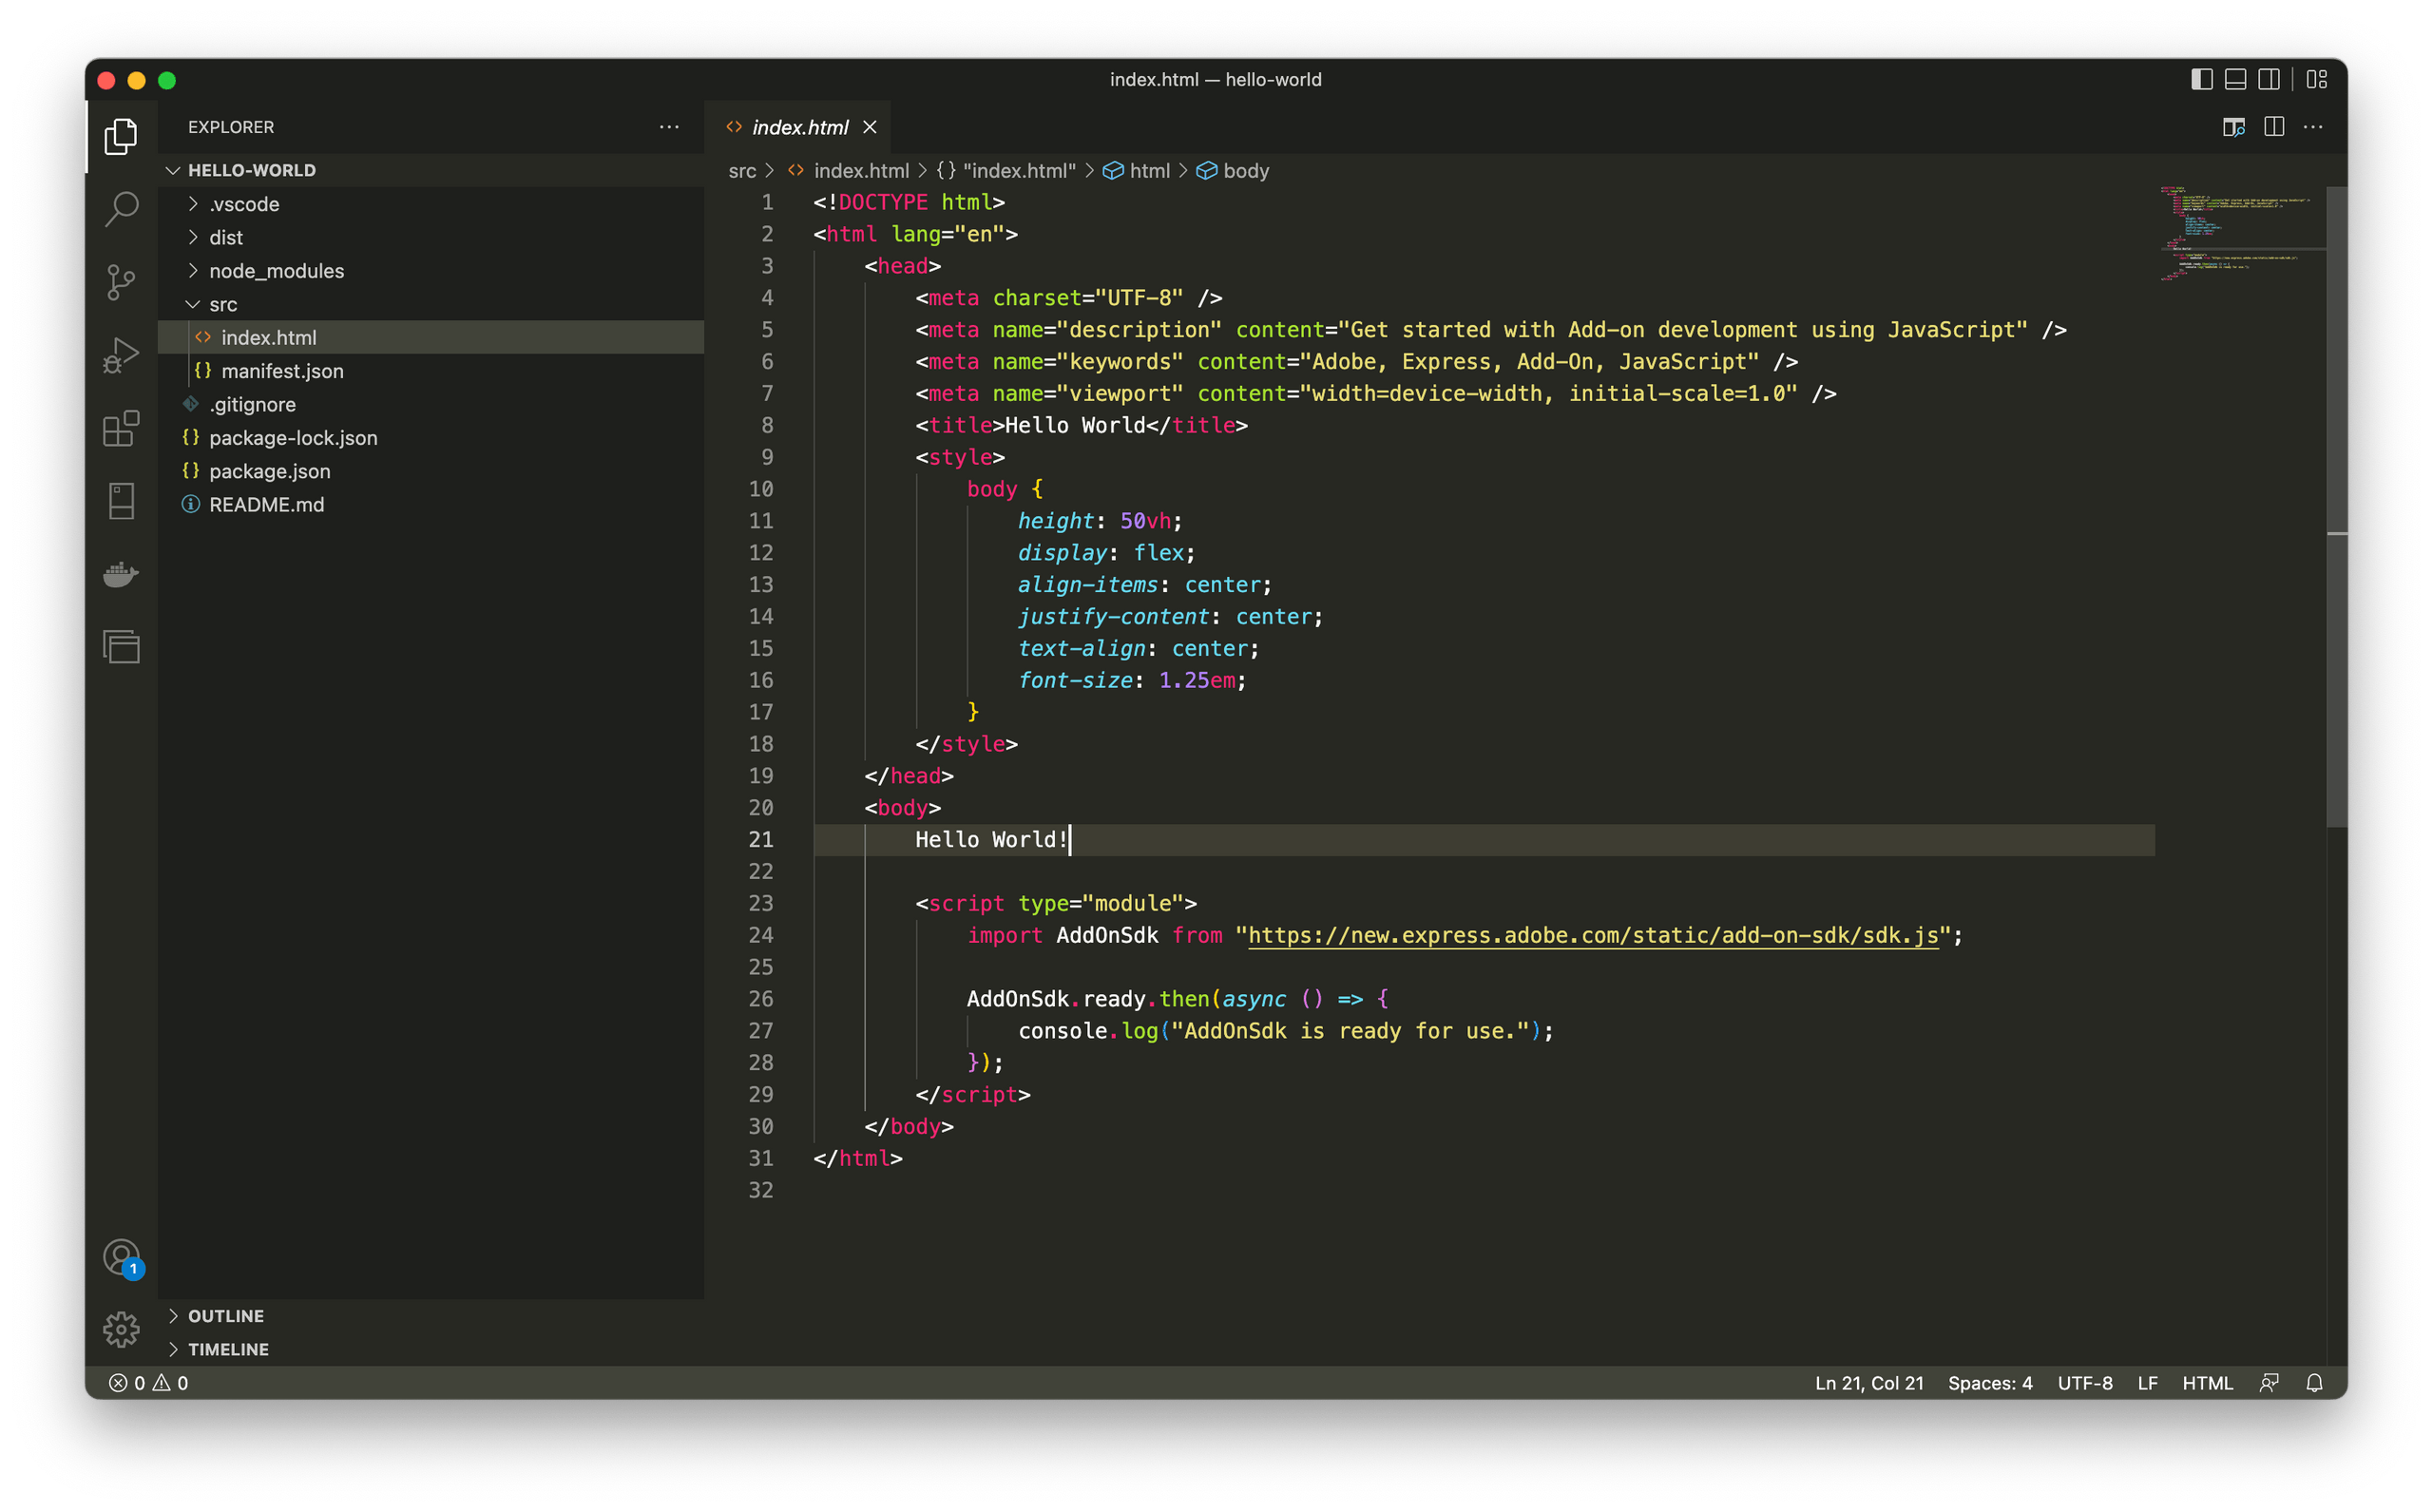 index.html — hello-world
EXPLORER
index.html
HELLO-WORLD
.vscode
dist
node_modules
src
index.html
manifest.json
.gitignore
package-lock.json
package.json
README.md
OUTLINE
TIMELINE
src > index.html > {} "index.html" > html > body
1 <!DOCTYPE html>
2 <html lang="en">
3 <head>
4 <meta charset="UTF-8" />
5 <meta name="description" content="Get started with Add-on development using JavaScript" />
6 <meta name="keywords" content="Adobe, Express, Add-On, JavaScript" />
7 <meta name="viewport" content="width=device-width, initial-scale=1.0" />
8 <title>Hello World</title>
9 <style>
10 body {
11 height: 50vh;
12 display: flex;
13 align-items: center;
14 justify-content: center;
15 text-align: center;
16 font-size: 1.25em;
17 }
18 </style>
19 </head>
20 <body>
21 Hello World!
22
23 <script type="module">
24 import AddOnSdk from "https://new.express.adobe.com/static/add-on-sdk/sdk.js";
25
26 AddOnSdk.ready.then(async () => {
27 console.log("AddOnSdk is ready for use.");
28 });
29 </script>
30 </body>
31 </html>
32
1
0 0
Ln 21, Col 21 Spaces: 4 UTF-8 LF HTML